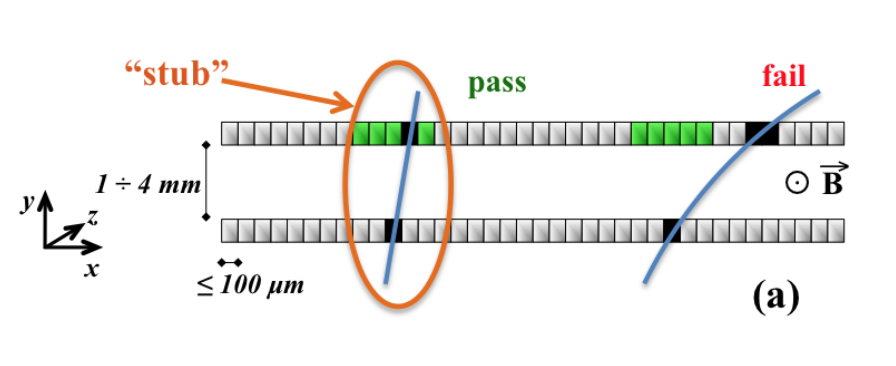 “stub”
pass
fail
1 ÷ 4 mm
B
y
z
x
≤ 100 μm
(a)